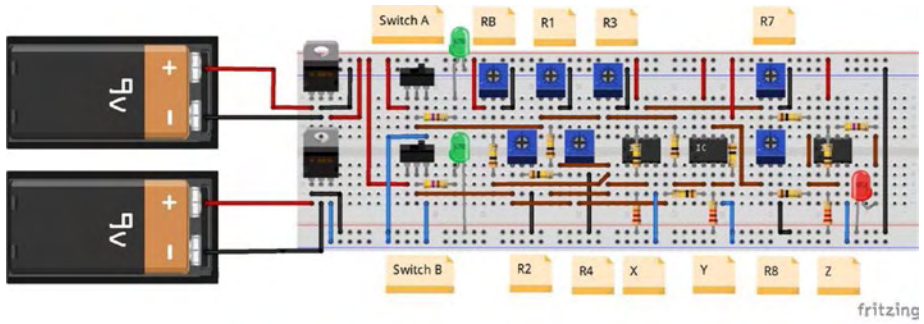 Switch A
RB
R1
R3
R7
+
9v
-
IC
+
9v
-
Switch B
R2
R4
X
Y
R8
Z
fritzing